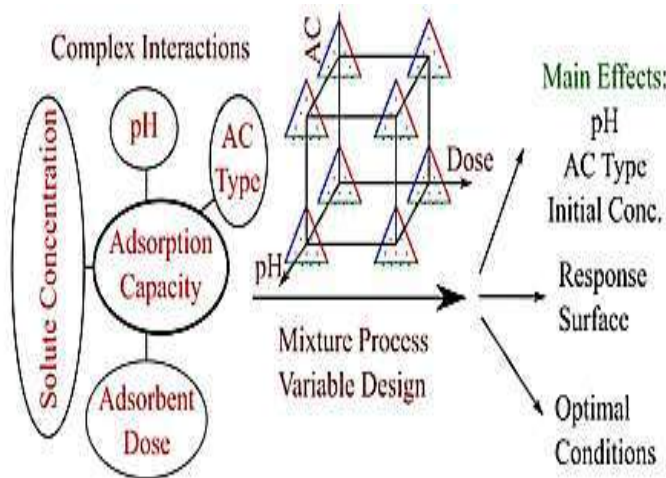 Complex Interactions
Solute Concentration
pH
AC
Type
Adsorption
Capacity
Adsorbent
Dose
AC
Dose
pH
Mixture Process
Variable Design
Main Effects:
pH
AC Type
Initial Conc.
Response
Surface
Optimal
Conditions